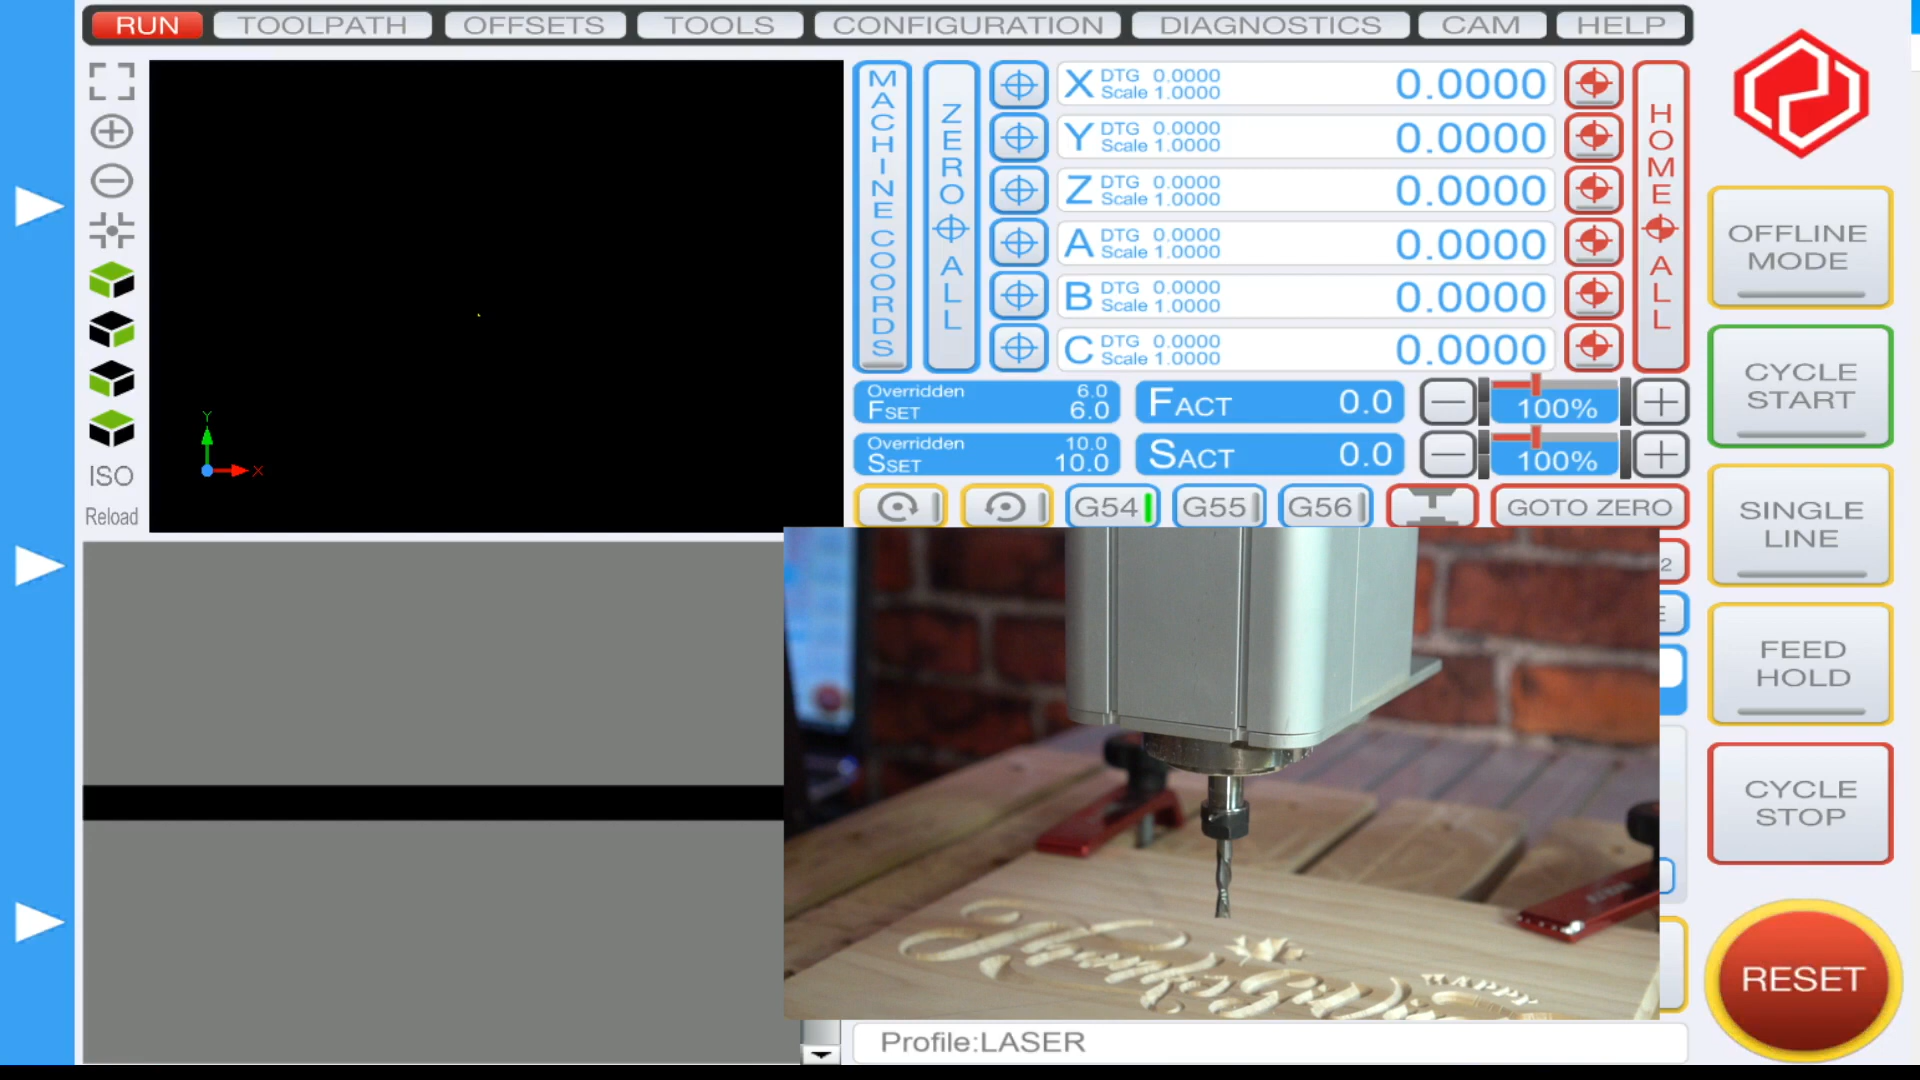 RUN TOOLPATH OFFSETS TOOLS CONFIGURATION DIAGNOSTICS CAM HELP
MACHINE COORDS
ZERO ALL
X DTG 0.0000 0.0000
Scale 1.0000
Y DTG 0.0000 0.0000
Scale 1.0000
Z DTG 0.0000 0.0000
Scale 1.0000
A DTG 0.0000 0.0000
Scale 1.0000
B DTG 0.0000 0.0000
Scale 1.0000
C DTG 0.0000 0.0000
Scale 1.0000
HOME ALL
Overridden 6.0
FSET 6.0
FACT 0.0
100%
Overridden 10.0
SSET 10.0
SACT 0.0
100%
G54 G55 G56 GOTO ZERO
2
E
Y
X
ISO
Reload
HAPPY
Thanksgiving
Profile:LASER
OFFLINE
MODE
CYCLE
START
SINGLE
LINE
FEED
HOLD
CYCLE
STOP
RESET